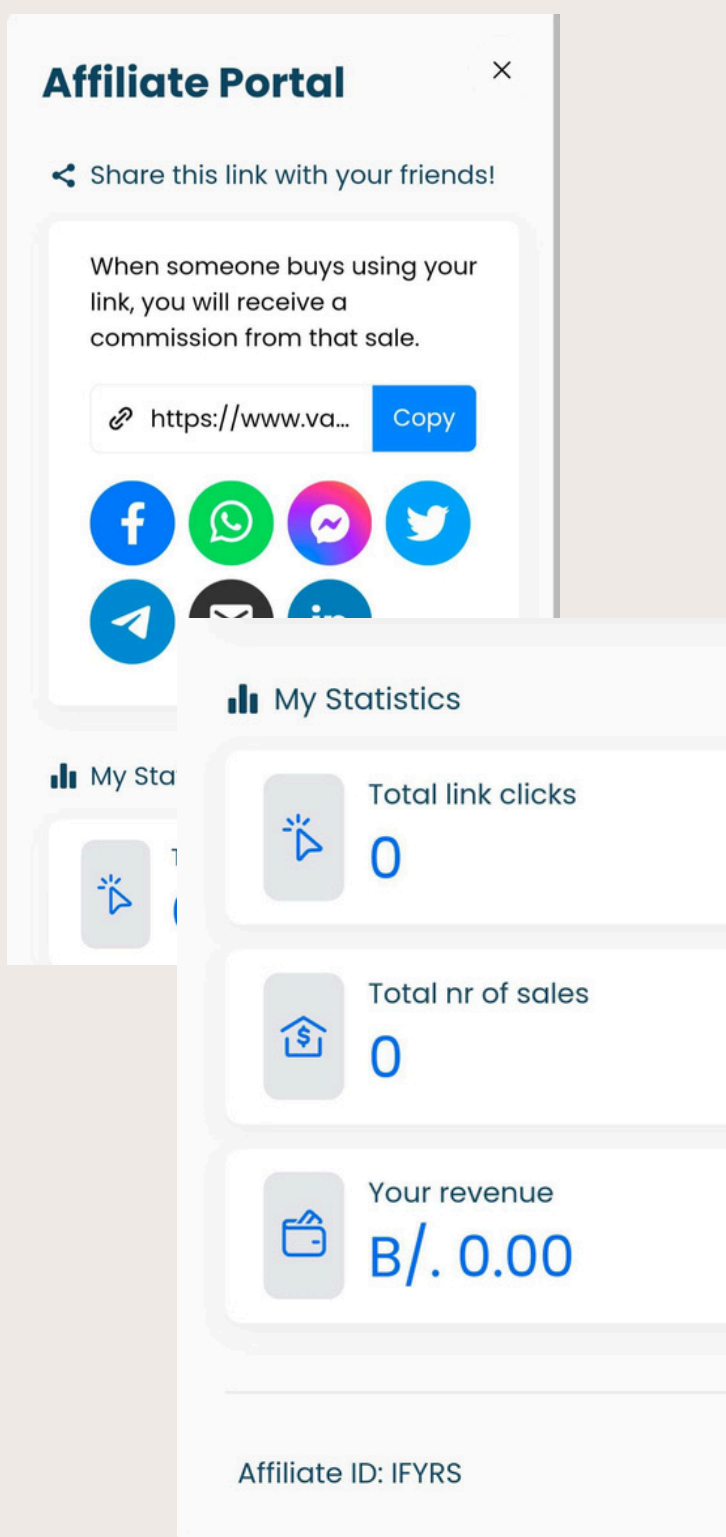 Affiliate Portal
Share this link with your friends!
When someone buys using your
link, you will receive a
commission from that sale.
https://www.va...
Copy
My Sta
My Statistics
Total link clicks
0
Total nr of sales
0
Your revenue
B/. 0.00
Affiliate ID: IFYRS